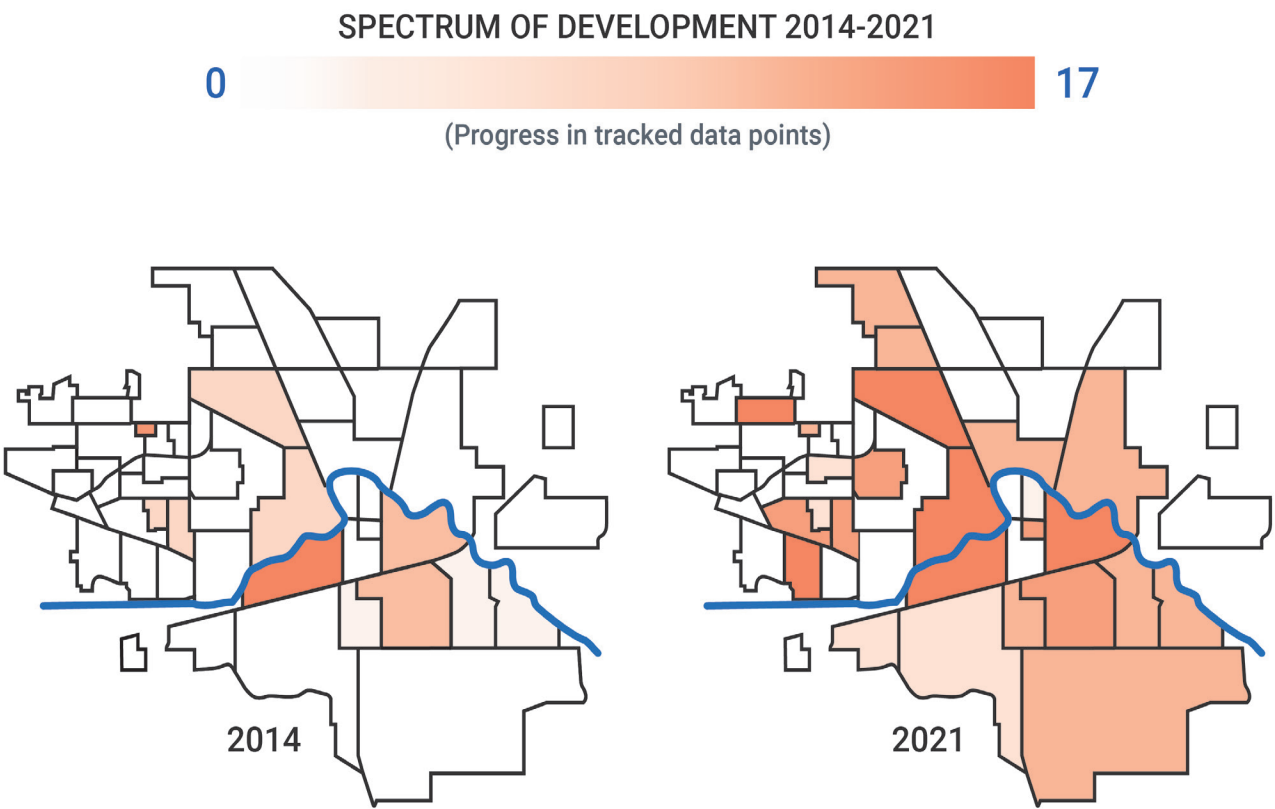 SPECTRUM OF DEVELOPMENT 2014-2021
0
17
(Progress in tracked data points)
2014
2021